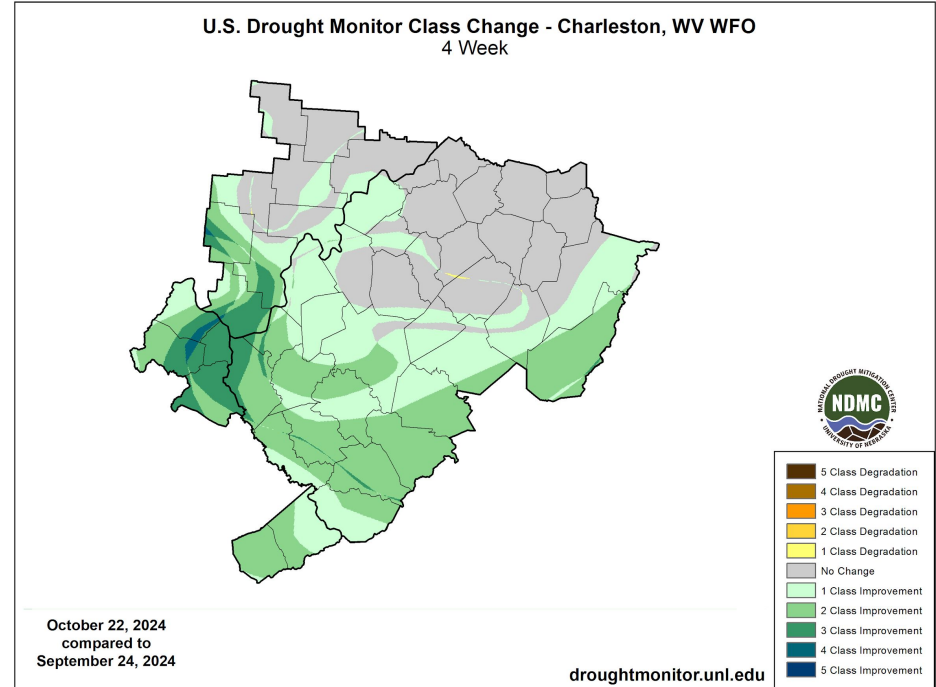 U.S. Drought Monitor Class Change - Charleston, WV WFO
4 Week
NATIONAL DROUGHT MITIGATION CENTER
NDMC
UNIVERSITY OF NEBRASKA
5 Class Degradation
4 Class Degradation
3 Class Degradation
2 Class Degradation
1 Class Degradation
No Change
1 Class Improvement
2 Class Improvement
3 Class Improvement
4 Class Improvement
5 Class Improvement
October 22, 2024
compared to
September 24, 2024
droughtmonitor.unl.edu